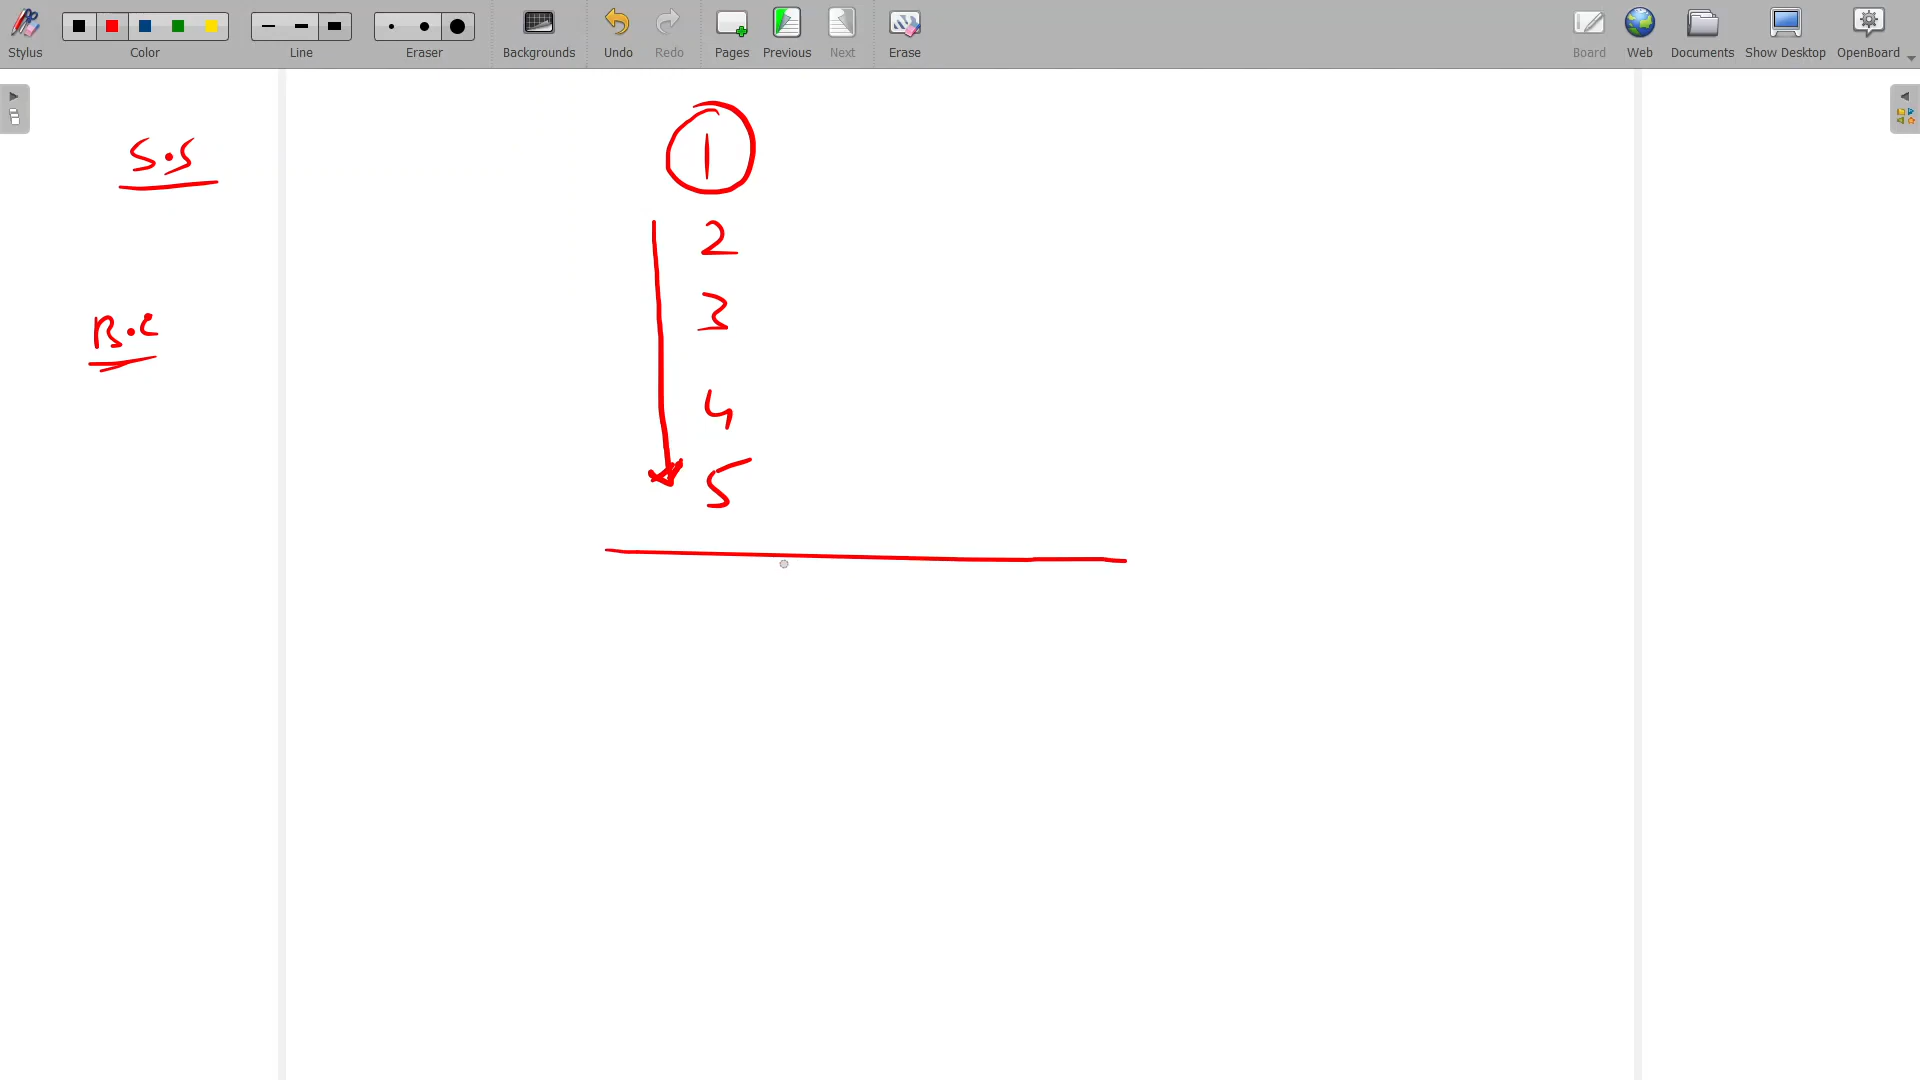 Stylus Color Line Eraser Backgrounds Undo Redo Pages Previous Next Erase Board Web Documents Show Desktop OpenBoard
S.S
B.C
1
2
3
4
5